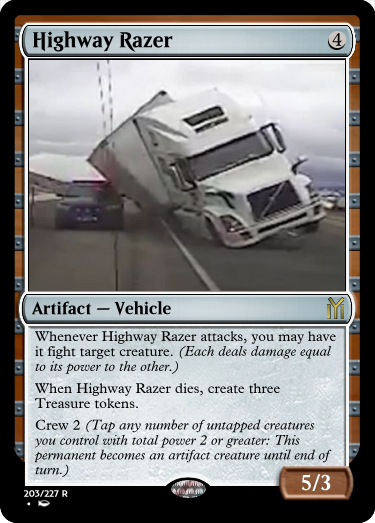 Highway Razer 4
Artifact — Vehicle
Whenever Highway Razer attacks, you may have
it fight target creature. (Each deals damage equal
to its power to the other.)
When Highway Razer dies, create three
Treasure tokens.
Crew 2 (Tap any number of untapped creatures
you control with total power 2 or greater: This
permanent becomes an artifact creature until end
of turn.)
5/3
203/227 R